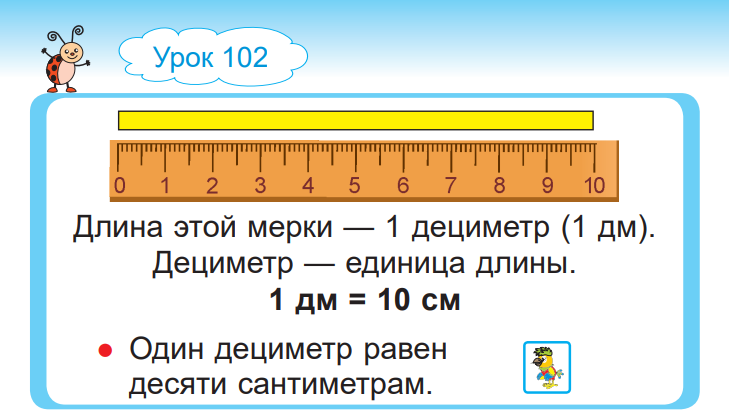 Урок 102
0 1 2 3 4 5 6 7 8 9 10
Длина этой мерки — 1 дециметр (1 дм).
Дециметр — единица длины.
1 дм = 10 см
● Один дециметр равен
десяти сантиметрам.